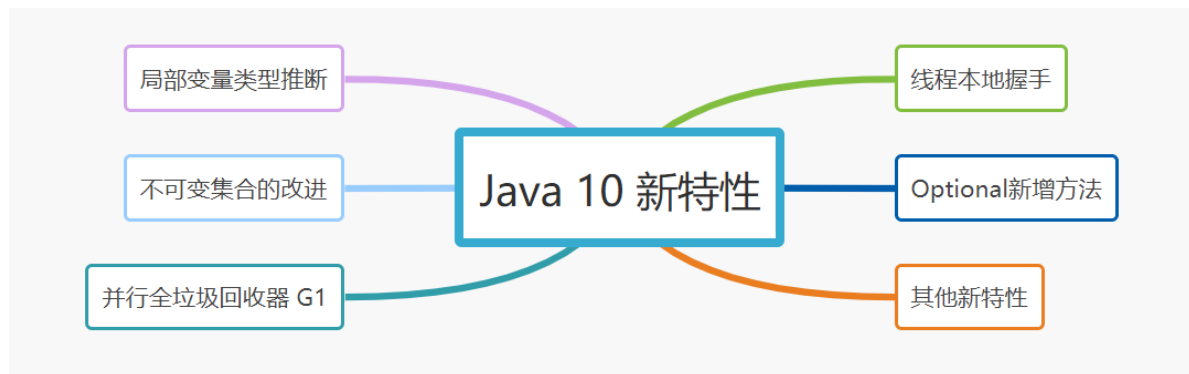 局部变量类型推断
不可变集合的改进
并行全垃圾回收器 G1
Java 10 新特性
线程本地握手
Optional新增方法
其他新特性